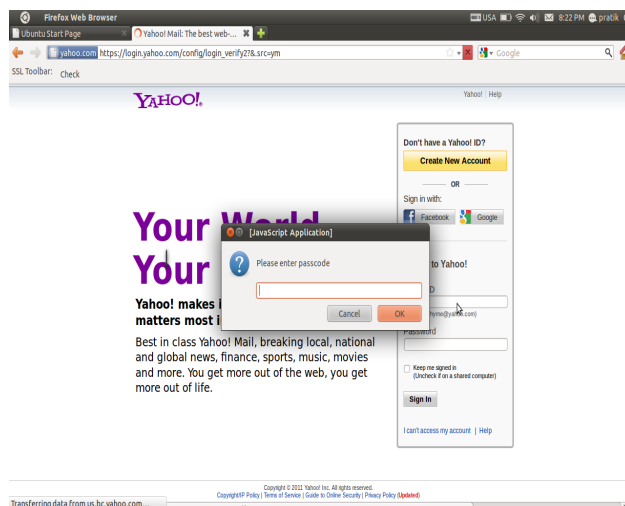 Firefox Web Browser
USA
8:22 PM
pratik
Ubuntu Start Page
Yahoo! Mail: The best web-...
yahoo.com
https://login.yahoo.com/config/login_verify2?&.src=ym
Google
SSL Toolbar:
Check
YAHOO!
Yahoo! | Help
Don't have a Yahoo! ID?
Create New Account
OR
Sign in with:
Facebook
Google
Your World
Your
[JavaScript Application]
Please enter passcode
Cancel
OK
to Yahoo!
Password
Keep me signed in
(Uncheck if on a shared computer)
Sign In
I can't access my account | Help
Yahoo! makes i
matters most i
Best in class Yahoo! Mail, breaking local, national
and global news, finance, sports, music, movies
and more. You get more out of the web, you get
more out of life.
Copyright © 2011 Yahoo! Inc. All rights reserved.
Copyright/IP Policy | Terms of Service | Guide to Online Security | Privacy Policy (Updated)
Transferring data from us.bc.yahoo.com...